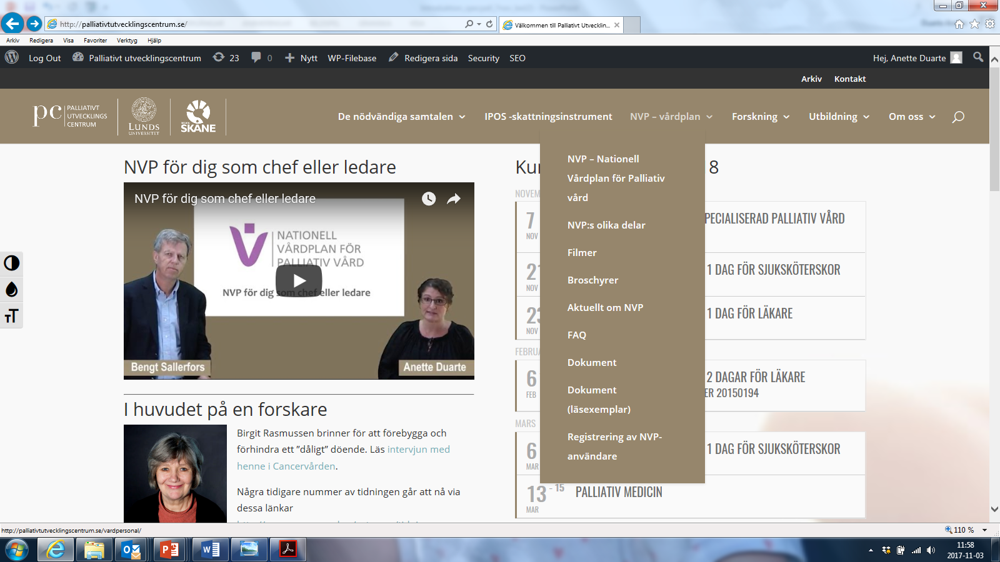 http://palliativtutvecklingscentrum.se/
Välkommen till Palliativt Utvecklin...
Arkiv Redigera Visa Favoriter Verktyg Hjälp
Log Out Palliativt utvecklingscentrum 23 0 Nytt WP-Filebase Redigera sida Security SEO Hej, Anette Duarte
Arkiv Kontakt
pc PALLIATIVT
UTVECKLINGS
CENTRUM
LUNDS
UNIVERSITET
SKÅNE
De nödvändiga samtalen IPOS -skattningsinstrument NVP – vårdplan Forskning Utbildning Om oss
NVP för dig som chef eller ledare
NVP för dig som chef eller ledare
NATIONELL
VÅRDPLAN FÖR
PALLIATIV VÅRD
NVP för dig som chef eller ledare
Bengt Sallerfors
Anette Duarte
I huvudet på en forskare
Birgit Rasmussen brinner för att förebygga och
förhindra ett ”dåligt” döende. Läs intervjun med
henne i Cancervården.
Några tidigare nummer av tidningen går att nå via
dessa länkar
NVP – Nationell
Vårdplan för Palliativ
vård
NVP:s olika delar
Filmer
Broschyrer
Aktuellt om NVP
FAQ
Dokument
Dokument
(läsexemplar)
Registrering av NVP-
användare
Kur 8
NOVEM
7
NOV
PECIALISERAD PALLIATIV VÅRD
21
NOV
1 DAG FÖR SJUKSKÖTERSKOR
23
NOV
1 DAG FÖR LÄKARE
FEBRUA
6
FEB
2 DAGAR FÖR LÄKARE
ER 20150194
MARS
6
MAR
1 DAG FÖR SJUKSKÖTERSKOR
13 - 15
MAR
PALLIATIV MEDICIN
http://palliativtutvecklingscentrum.se/vardpersonal/
110 %
11:58
2017-11-03